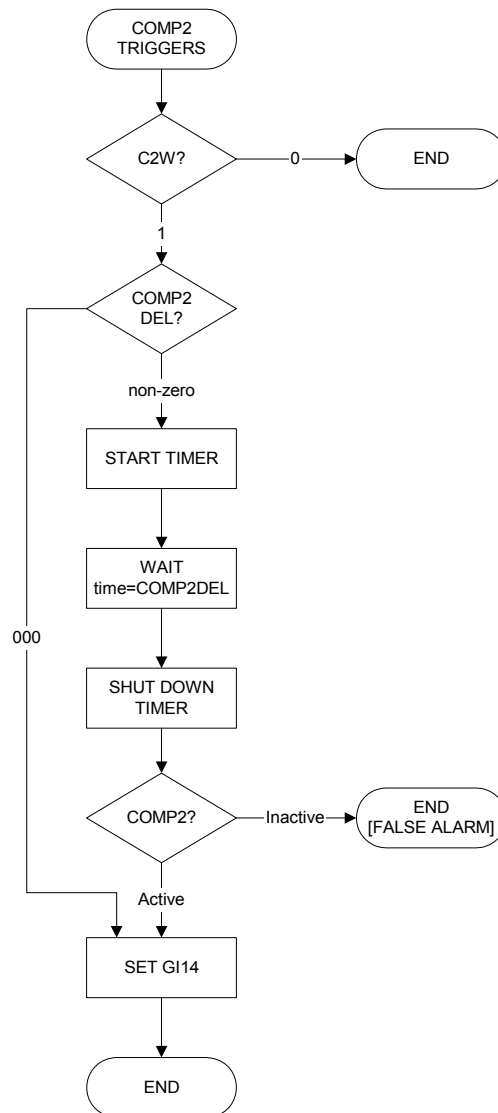 COMP2
TRIGGERS
C2W?
0
END
1
COMP2
DEL?
non-zero
START TIMER
WAIT
time=COMP2DEL
000
SHUT DOWN
TIMER
COMP2?
Inactive
END
[FALSE ALARM]
Active
SET GI14
END